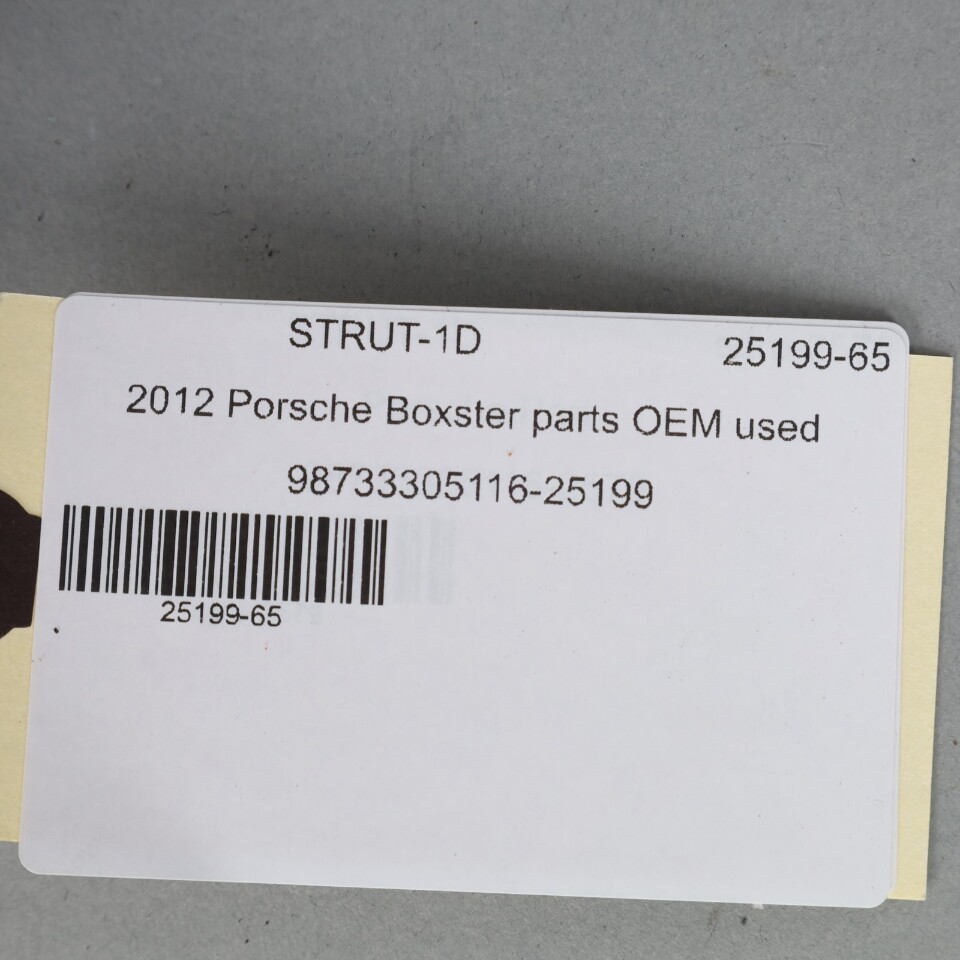 STRUT-1D 25199-65
2012 Porsche Boxster parts OEM used
98733305116-25199
25199-65